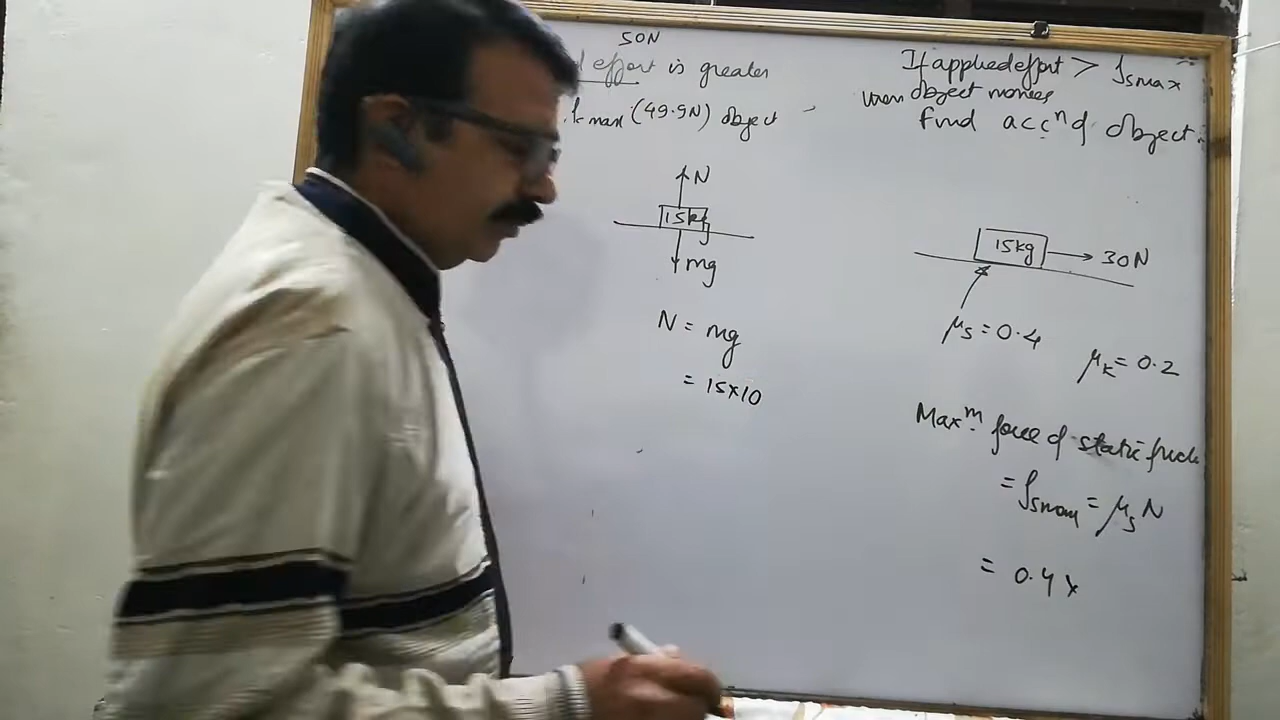 50N
effort is greater
max (49.9N) object
N
15kg
mg
N = mg
= 15×10
If applied effort > fsmax
then object moves
find accn of object.
15kg → 30N
μs = 0.4
μk = 0.2
Maxm. force of static frich
= fsmax = μs N
= 0.4 x